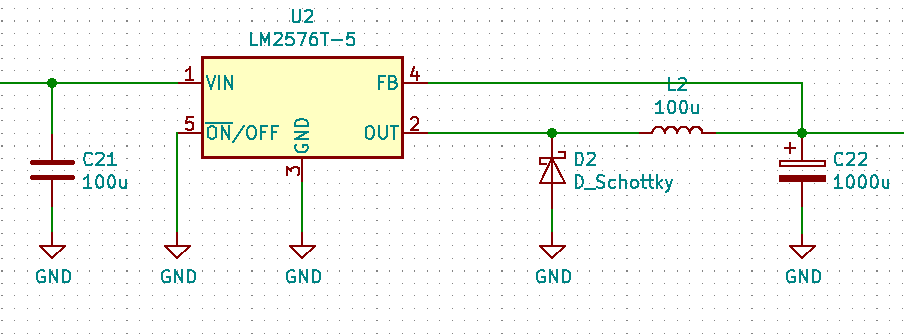 U2
LM2576T-5
1
VIN
FB
4
L2
100u
5
ON/OFF
GND
OUT
2
3
C21
100u
D2
D_Schottky
+
C22
1000u
GND
GND
GND
GND
GND